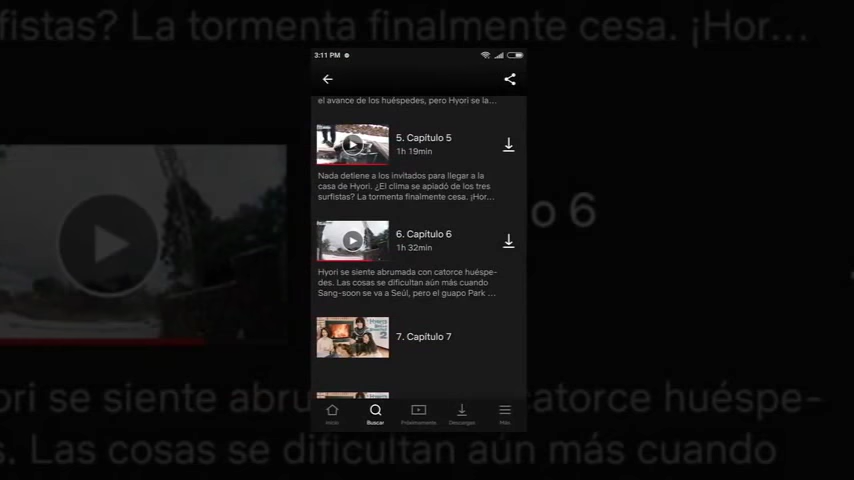 fistas? La tormenta finalmente cesa. ¡Hor...
3:11 PM
el avance de los huéspedes, pero Hyori se la...
5. Capítulo 5
1h 19min
Nada detiene a los invitados para llegar a la
casa de Hyori. ¿El clima se apiadó de los tres
surfistas? La tormenta finalmente cesa. ¡Hor...
6. Capítulo 6
1h 32min
Hyori se siente abrumada con catorce huéspe-
des. Las cosas se dificultan aún más cuando
Sang-soon se va a Seúl, pero el guapo Park ...
7. Capítulo 7
Inicio
Buscar
Próximamente
Descargas
Más
o 6
ori se siente abru
catorce huéspe-
s. Las cosas se dificultan aún más cuando